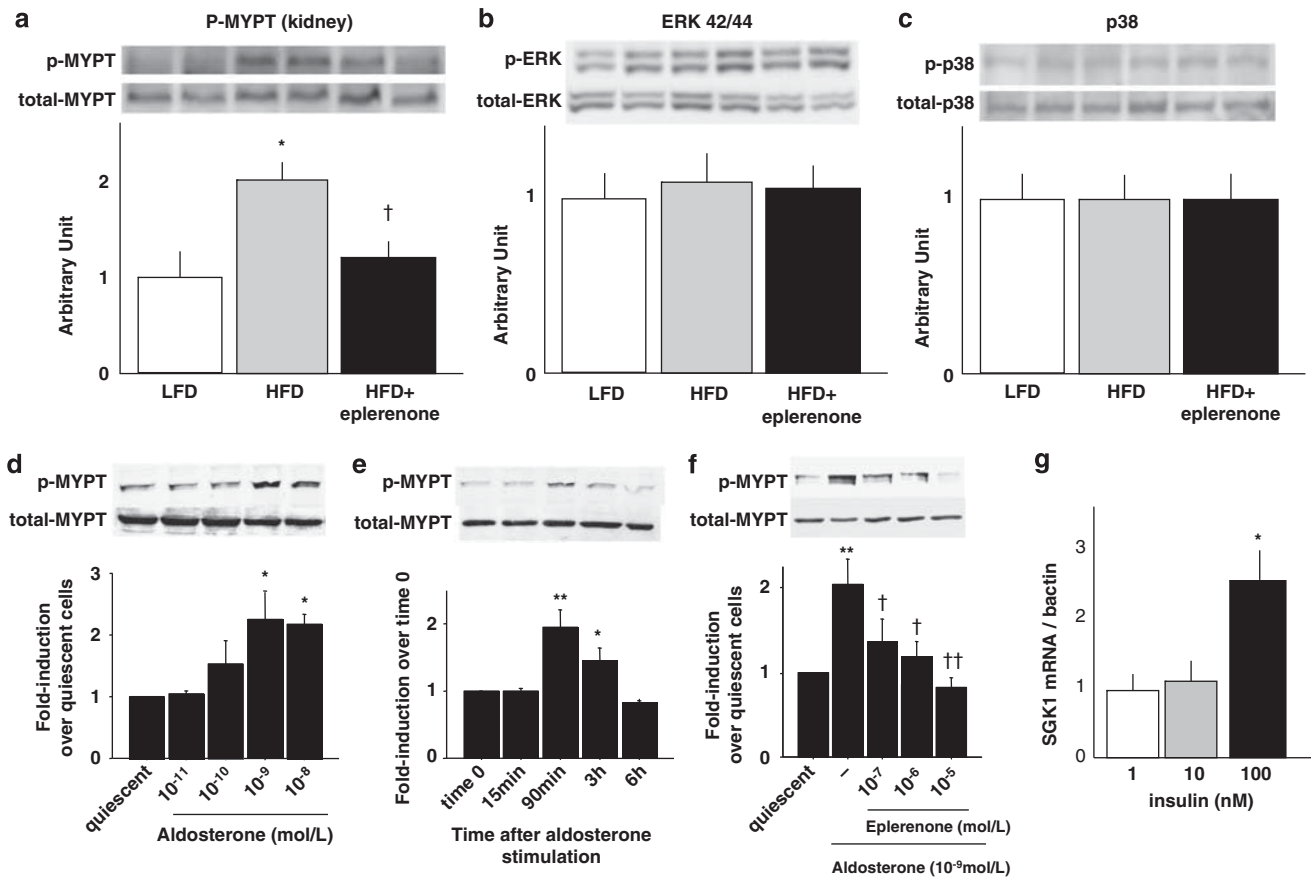 a
P-MYPT (kidney)
p-MYPT
total-MYPT
Arbitrary Unit
2
1
0
*
†
LFD
HFD
HFD+
eplerenone
b
ERK 42/44
p-ERK
total-ERK
Arbitrary Unit
1
0
LFD
HFD
HFD+
eplerenone
c
p38
p-p38
total-p38
Arbitrary Unit
1
0
LFD
HFD
HFD+
eplerenone
d
p-MYPT
total-MYPT
Fold-induction
over quiescent cells
3
2
1
0
*
*
quiescent
10-11
10-10
10-9
10-8
Aldosterone (mol/L)
e
p-MYPT
total-MYPT
Fold-induction over time 0
2
1
0
**
*
time 0
15min
90min
3h
6h
Time after aldosterone
stimulation
f
p-MYPT
total-MYPT
Fold-induction
over quiescent cells
2
1
0
**
†
†
††
quiescent
–
10-7
10-6
10-5
Eplerenone (mol/L)
Aldosterone (10-9mol/L)
g
SGK1 mRNA / bactin
3
2
1
0
*
1
10
100
insulin (nM)